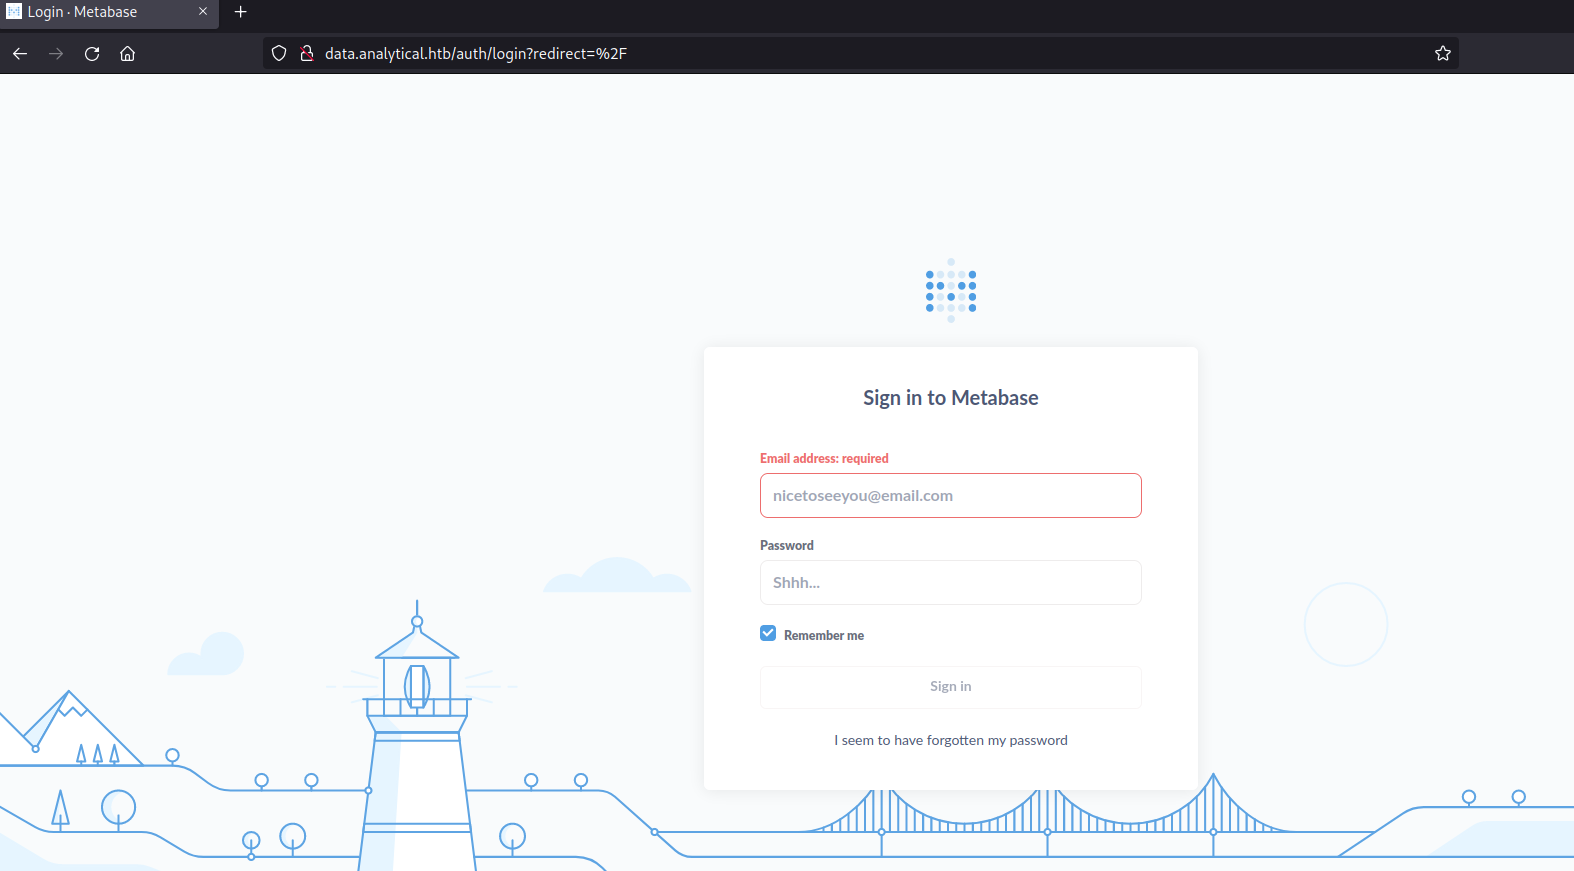 Login · Metabase
data.analytical.htb/auth/login?redirect=%2F
Sign in to Metabase
Email address: required
nicetoseeyou@email.com
Password
Shhh...
Remember me
Sign in
I seem to have forgotten my password